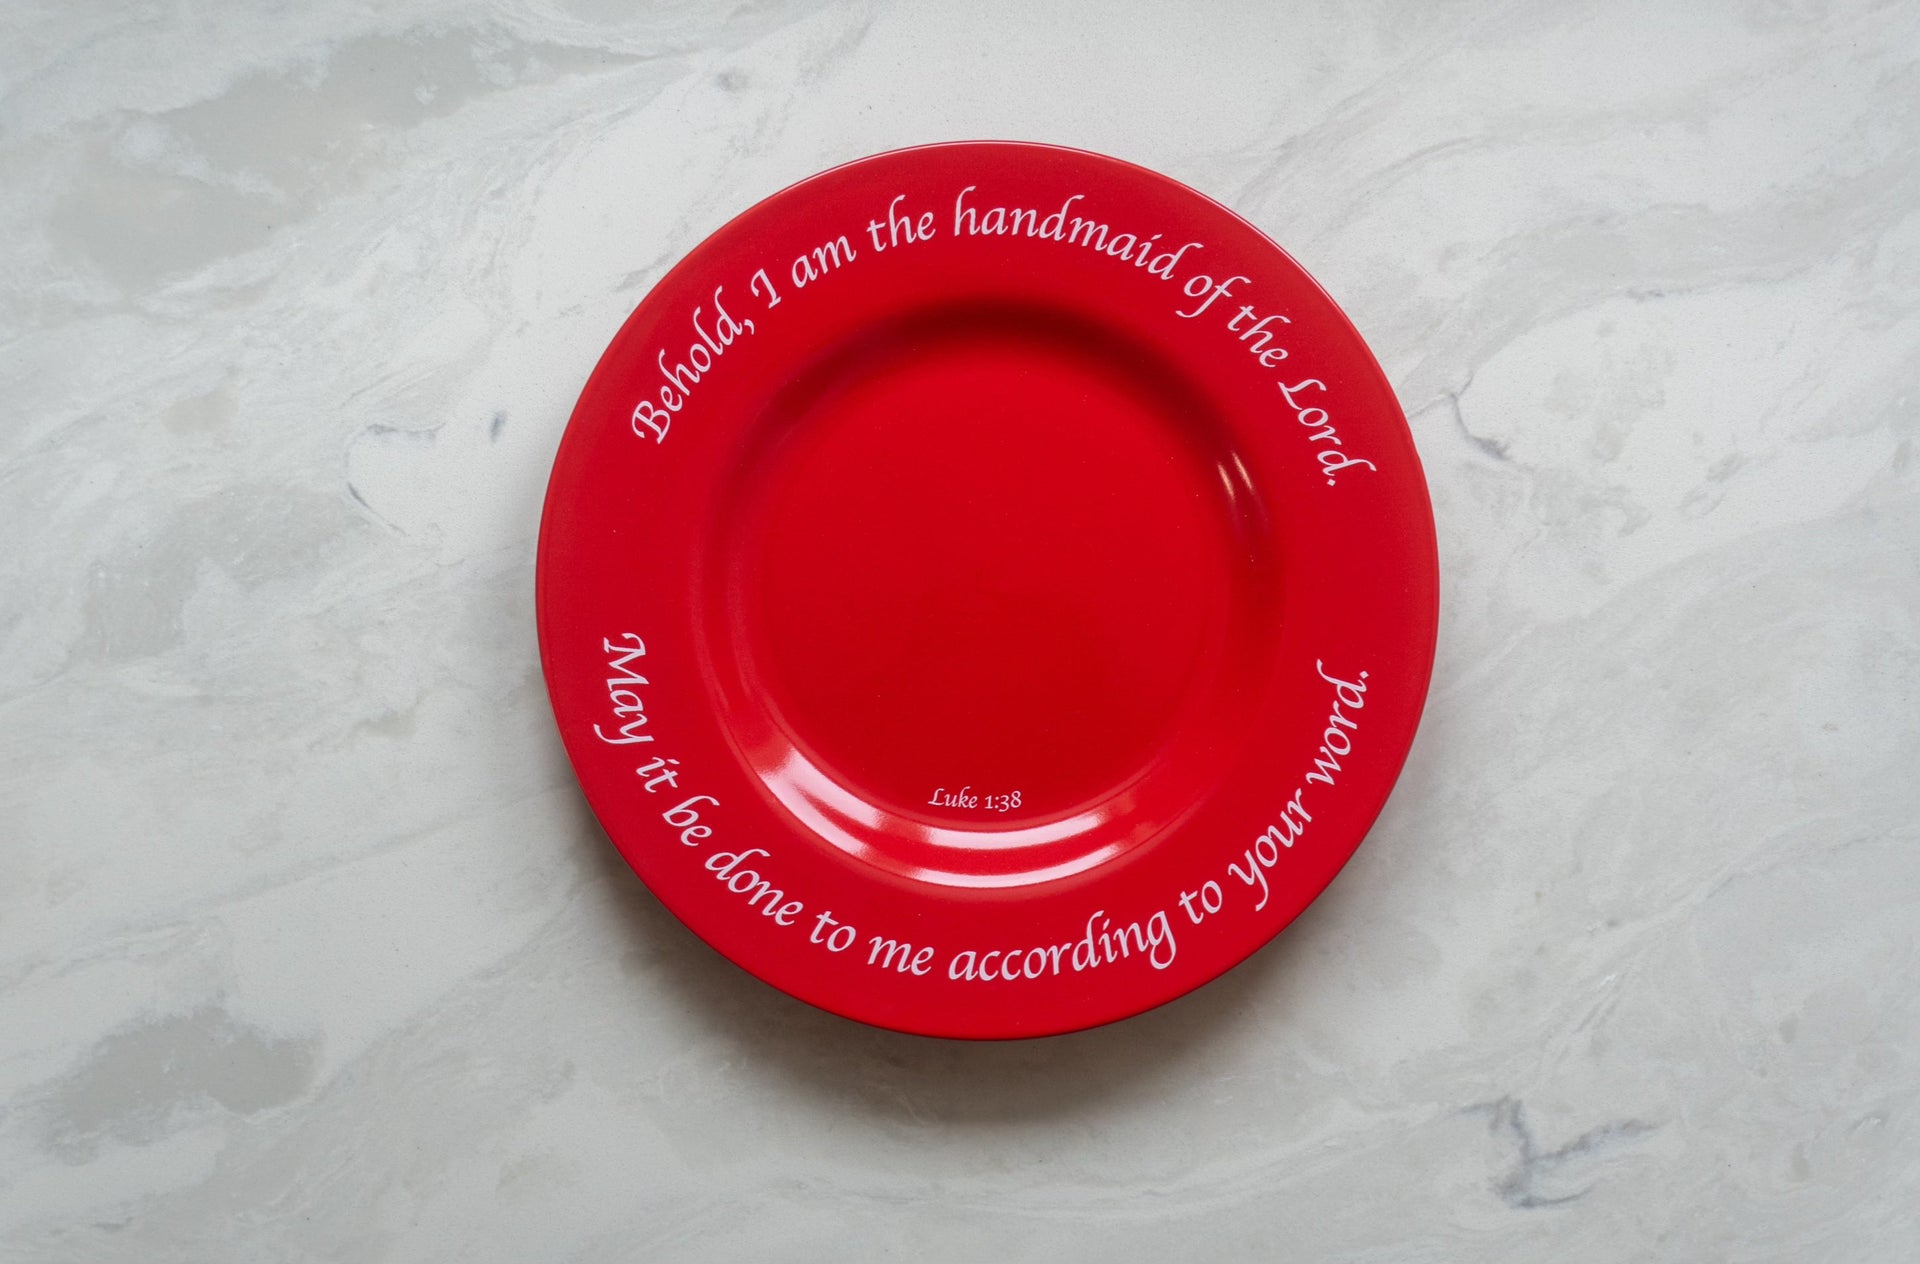 Behold, I am the handmaid of the Lord.
May it be done to me according to your word.
Luke 1:38